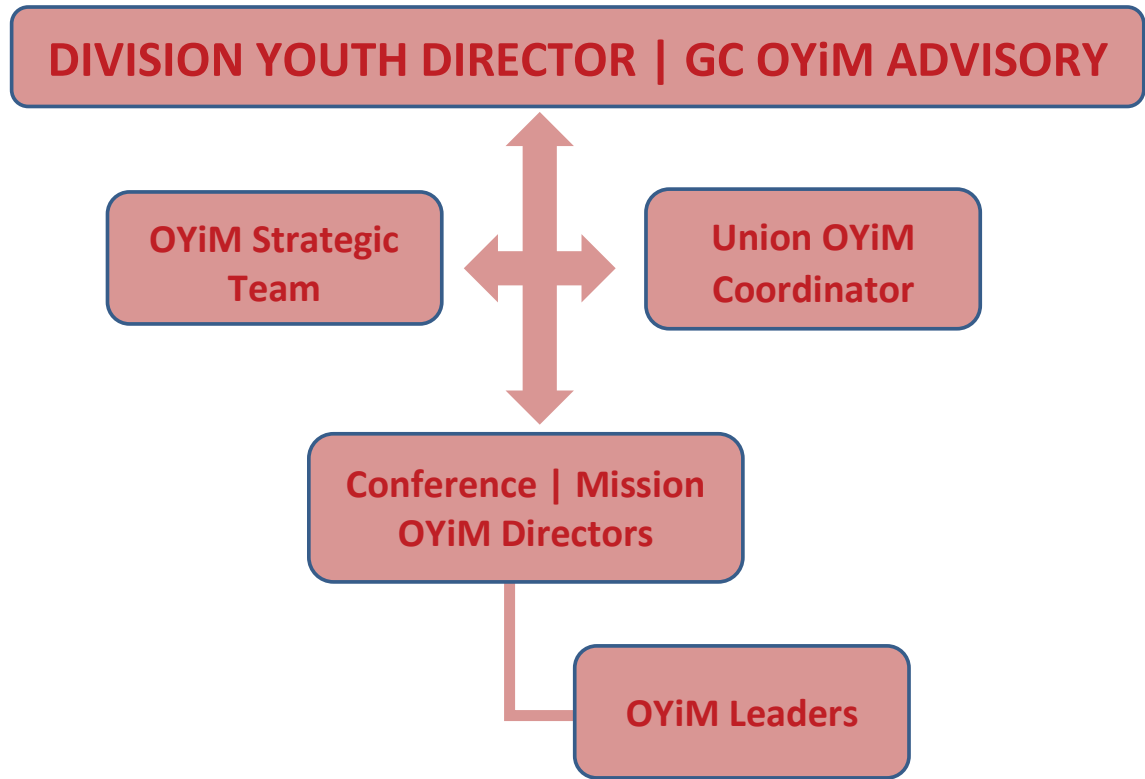 DIVISION YOUTH DIRECTOR | GC OYiM ADVISORY
OYiM Strategic
Team
Union OYiM
Coordinator
Conference | Mission
OYiM Directors
OYiM Leaders